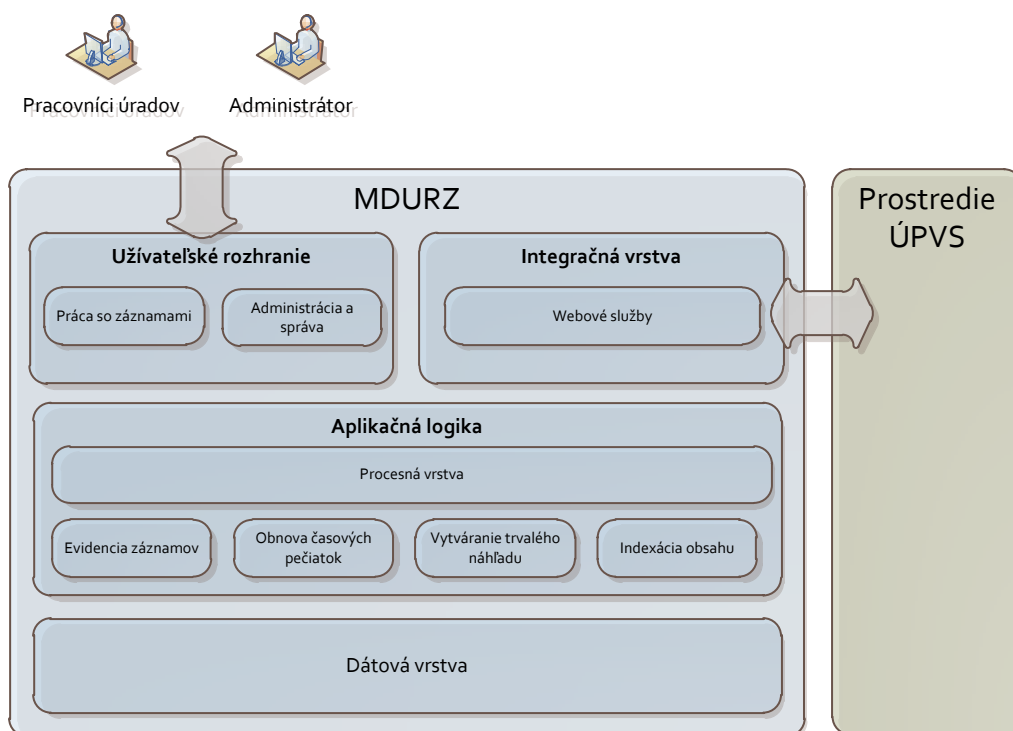 Pracovníci úradov
Administrátor
MDURZ
Prostredie
ÚPVS
Užívateľské rozhranie
Práca so záznamami
Administrácia a
správa
Integračná vrstva
Webové služby
Aplikačná logika
Procesná vrstva
Evidencia záznamov
Obnova časových
pečiatok
Vytváranie trvalého
náhľadu
Indexácia obsahu
Dátová vrstva